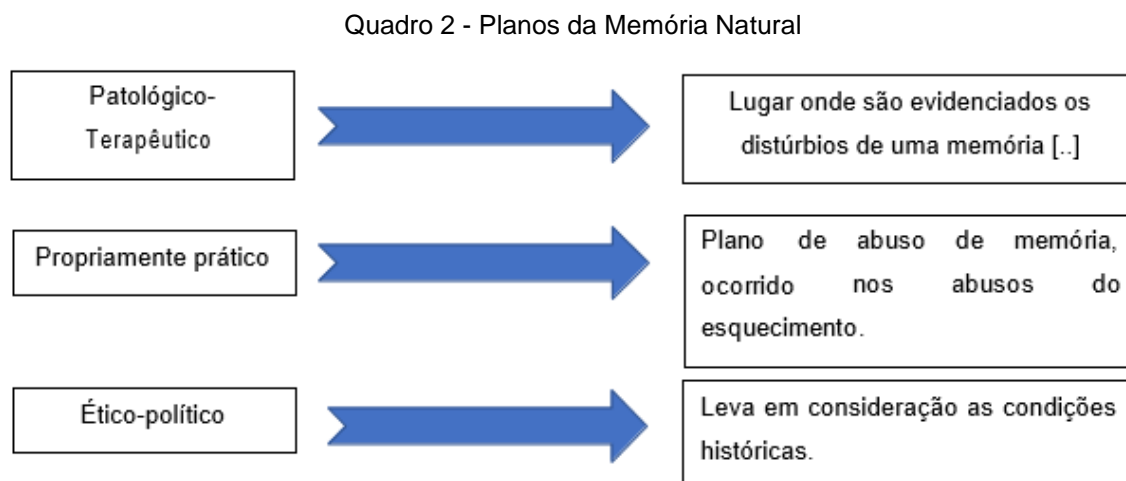 Quadro 2 - Planos da Memória Natural
Patológico-
Terapêutico
Lugar onde são evidenciados os
distúrbios de uma memória [..]
Propriamente prático
Plano de abuso de memória,
ocorrido nos abusos do
esquecimento.
Ético-político
Leva em consideração as condições
históricas.